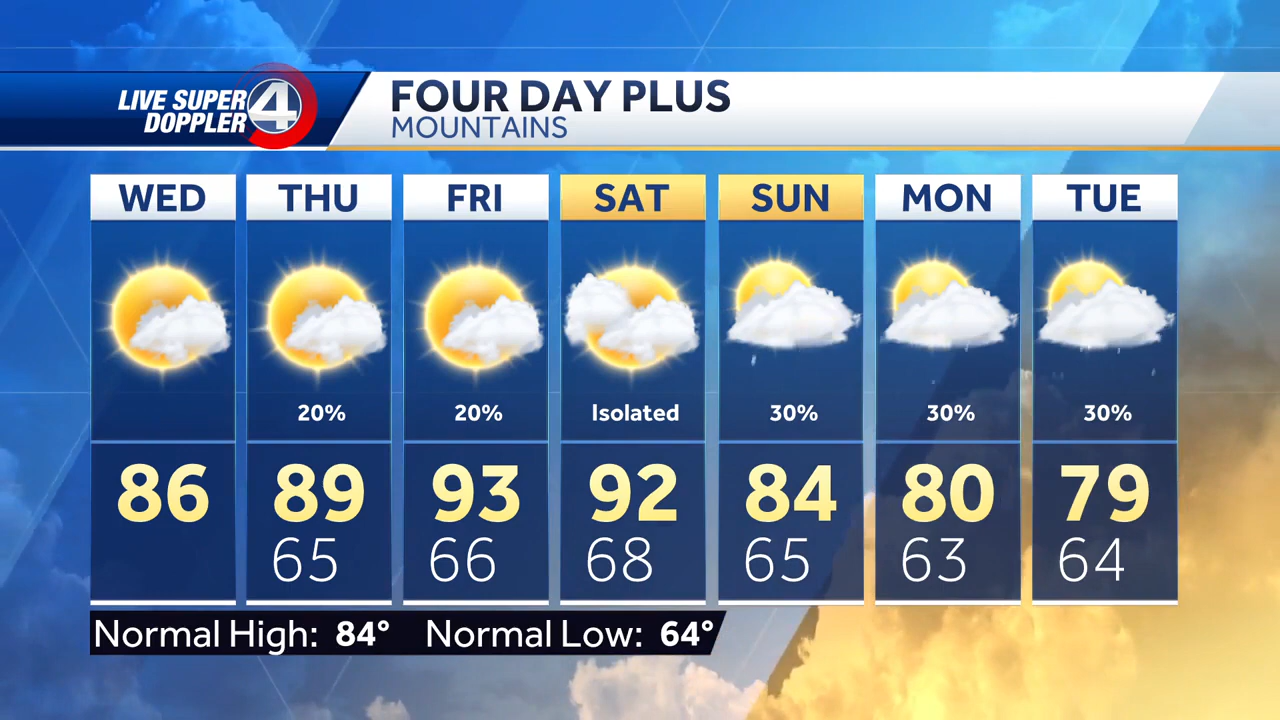 LIVE SUPER
DOPPLER
4
FOUR DAY PLUS
MOUNTAINS
WED THU FRI SAT SUN MON TUE
20% 20% Isolated 30% 30% 30%
86 89 93 92 84 80 79
65 66 68 65 63 64
Normal High: 84° Normal Low: 64°